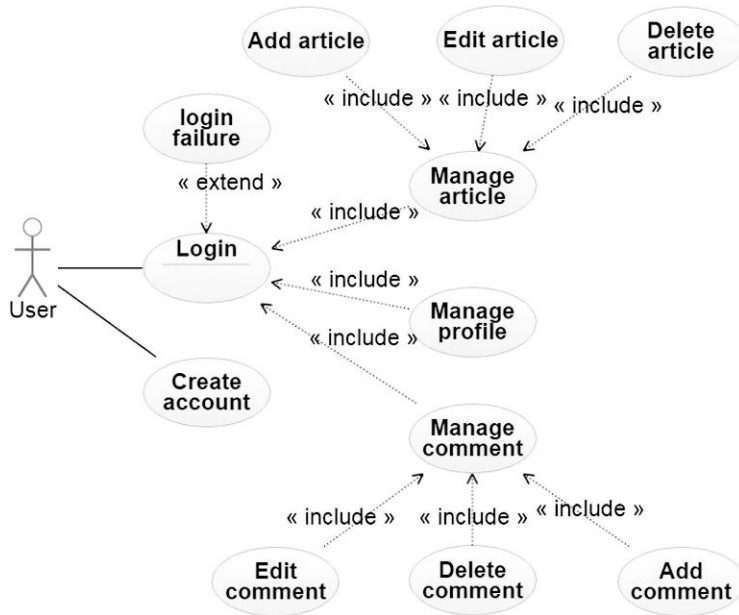 Add article
Edit article
Delete
article
« include »
« include »
« include »
login
failure
« extend »
Manage
article
« include »
Login
User
« include »
Manage
profile
« include »
Create
account
Manage
comment
« include »
« include »
« include »
Edit
comment
Delete
comment
Add
comment